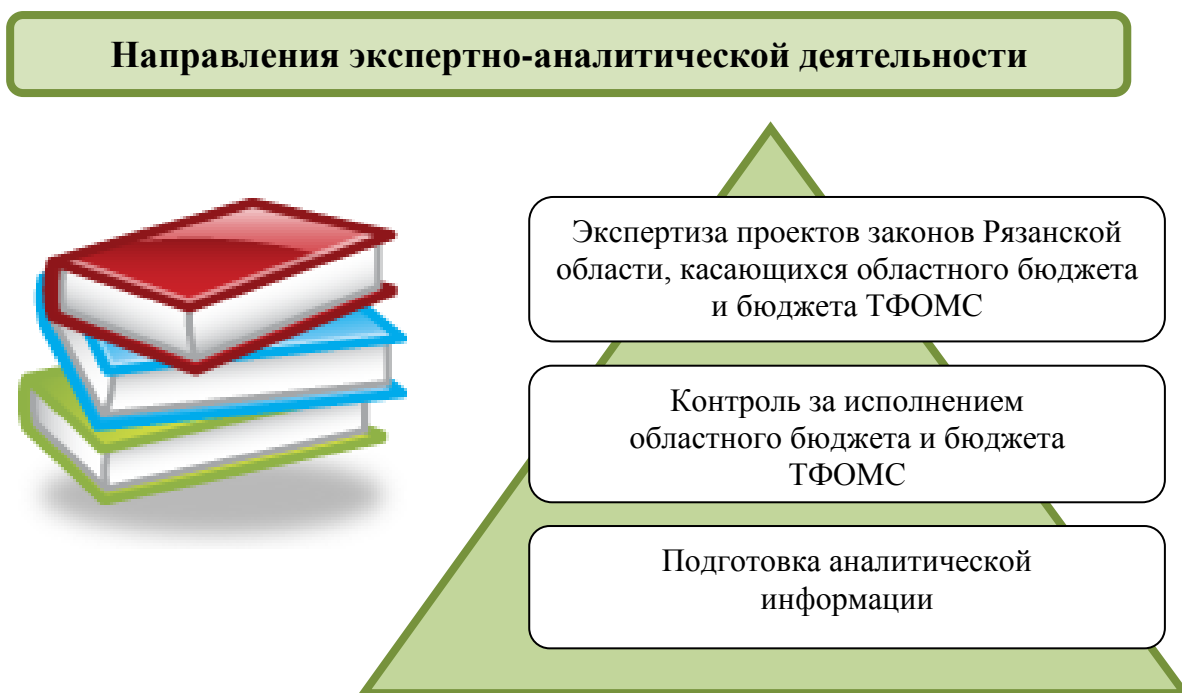 Направления экспертно-аналитической деятельности
Экспертиза проектов законов Рязанской
области, касающихся областного бюджета
и бюджета ТФОМС
Контроль за исполнением
областного бюджета и бюджета
ТФОМС
Подготовка аналитической
информации